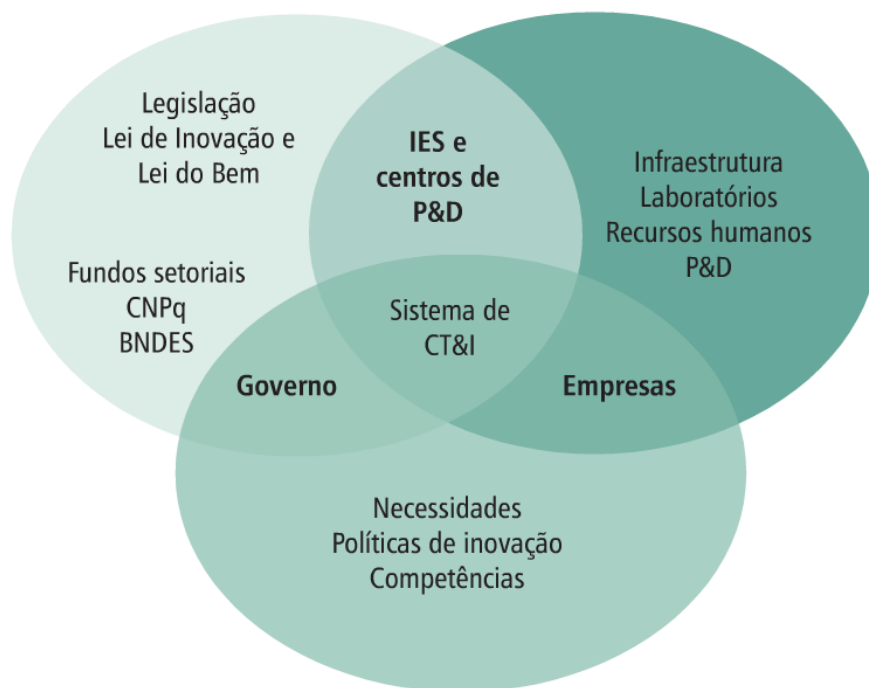 Legislação
Lei de Inovação e
Lei do Bem
Fundos setoriais
CNPq
BNDES
IES e
centros de
P&D
Infraestrutura
Laboratórios
Recursos humanos
P&D
Sistema de
CT&I
Governo
Empresas
Necessidades
Políticas de inovação
Competências